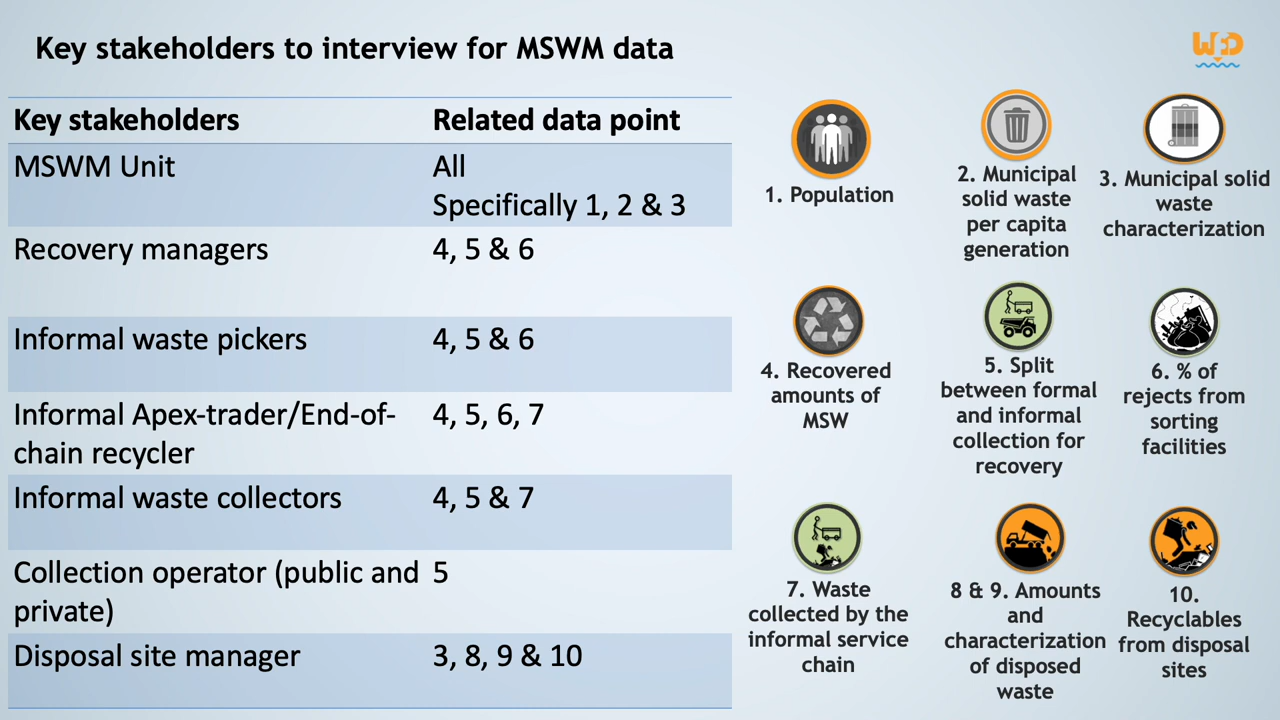 Key stakeholders to interview for MSWM data
WFD
Key stakeholders Related data point
MSWM Unit All
Specifically 1, 2 & 3
Recovery managers 4, 5 & 6
Informal waste pickers 4, 5 & 6
Informal Apex-trader/End-of- 4, 5, 6, 7
chain recycler
Informal waste collectors 4, 5 & 7
Collection operator (public and 5
private)
Disposal site manager 3, 8, 9 & 10
1. Population
2. Municipal
solid waste
per capita
generation
3. Municipal solid
waste
characterization
4. Recovered
amounts of
MSW
5. Split
between formal
and informal
collection for
recovery
6. % of
rejects from
sorting
facilities
7. Waste
collected by the
informal service
chain
8 & 9. Amounts
and
characterization
of disposed
waste
10.
Recyclables
from disposal
sites